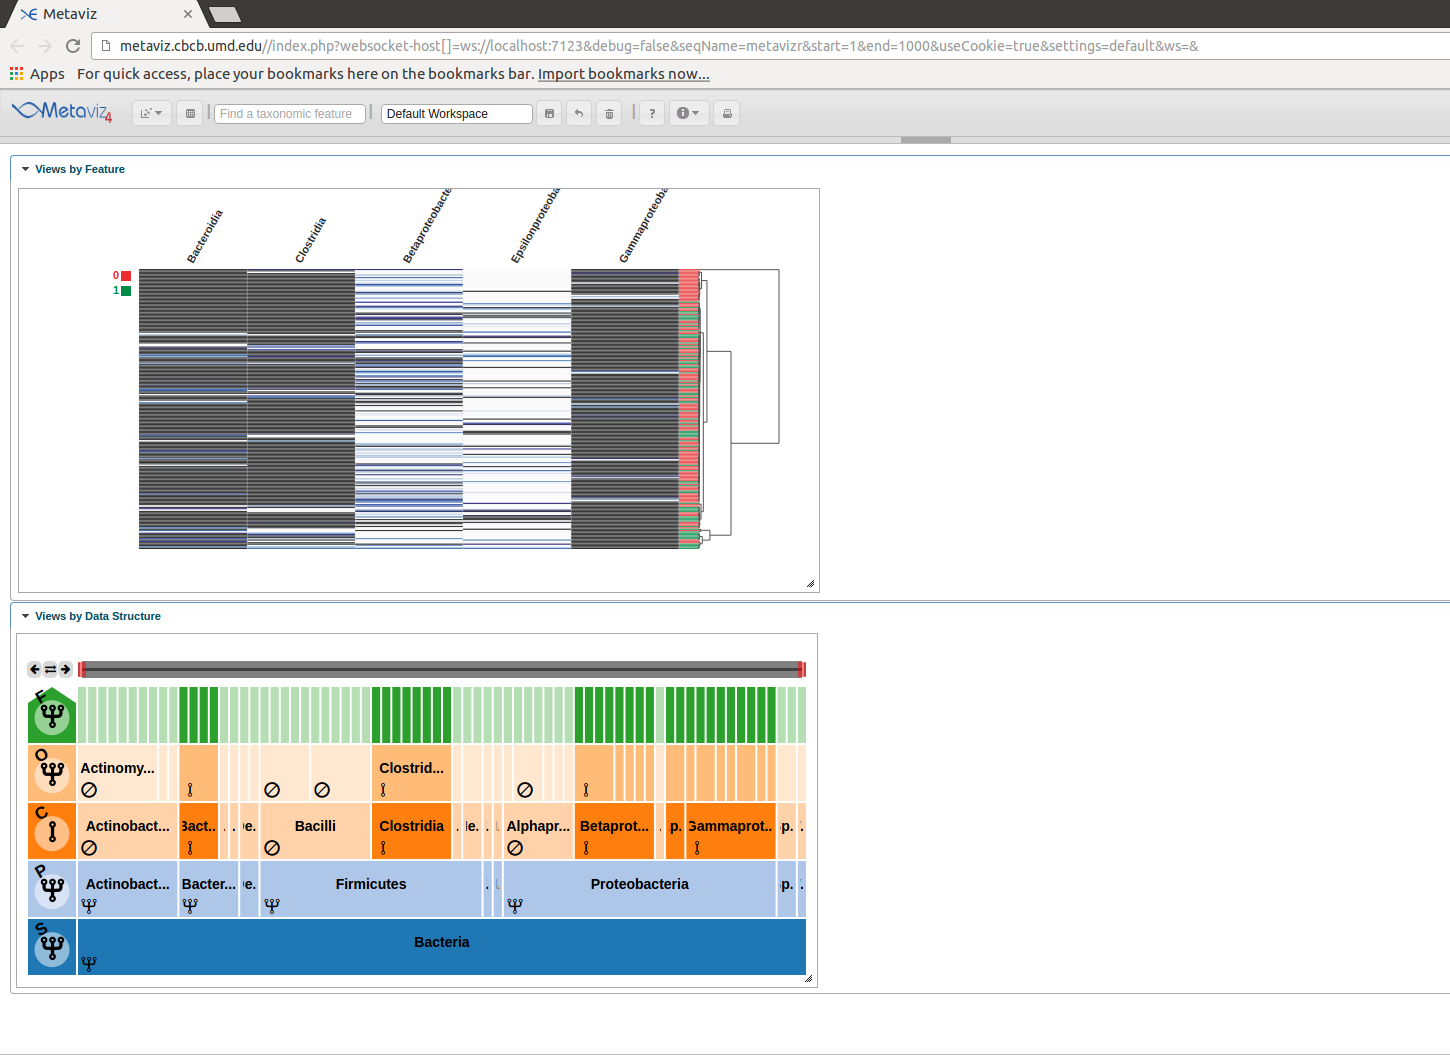 Metaviz
metaviz.cbcb.umd.edu//index.php?websocket-host[]=ws://localhost:7123&debug=false&seqName=metavizr&start=1&end=1000&useCookie=true&settings=default&ws=&
Apps For quick access, place your bookmarks here on the bookmarks bar. Import bookmarks now...
Metaviz4 Find a taxonomic feature Default Workspace ?
Views by Feature
Bacteroidia Clostridia Betaproteobacte Epsilonproteoba Gammaproteoba
0
1
Views by Data Structure
F
O Actinomy... Clostrid...
C Actinobact... Bact.. . . Bacilli Clostridia . . Alphapr... Betaprot... . p. Gammaprot.. p. .
P Actinobact... Bacter... Firmicutes . Proteobacteria p. .
S Bacteria